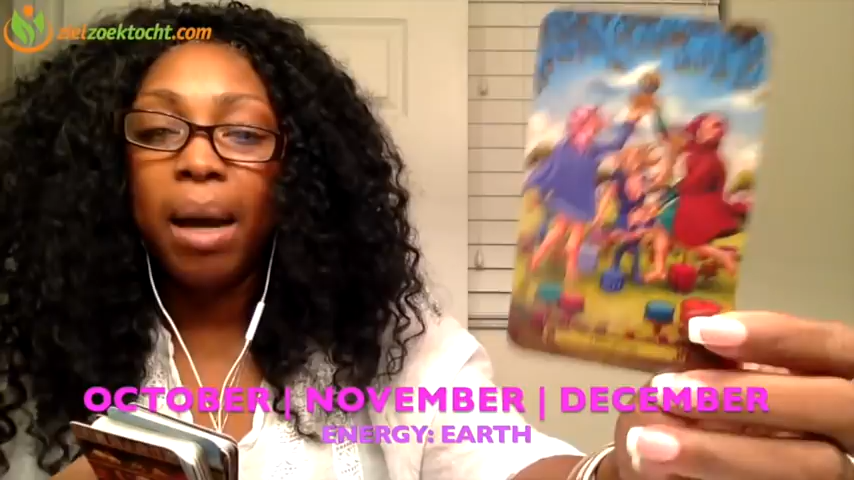 zielzoektocht.com
OCTOBER | NOVEMBER | DECEMBER
ENERGY: EARTH